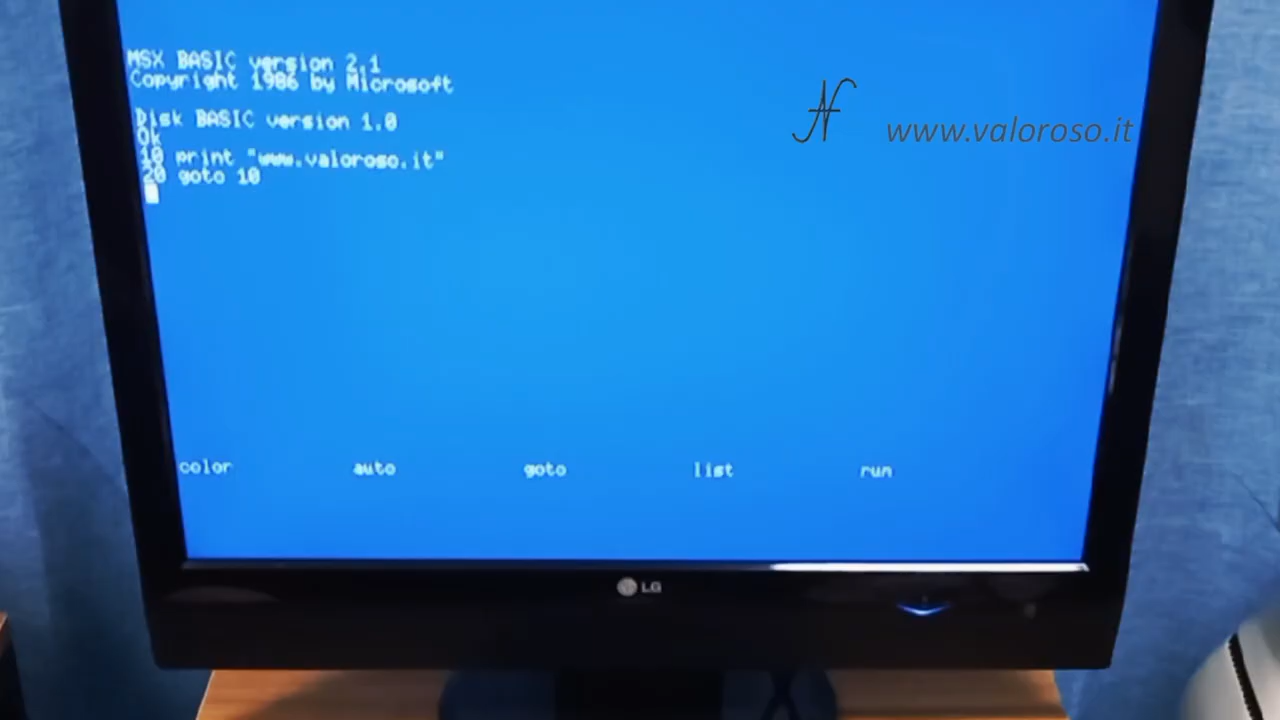 MSX BASIC version 2.1
Copyright 1986 by Microsoft
Disk BASIC version 1.0
Ok
10 print "www.valoroso.it"
20 goto 10
www.valoroso.it
color auto goto list run
LG